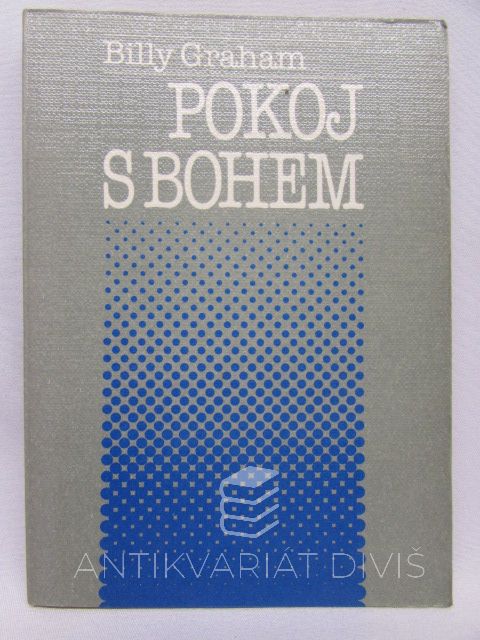 Billy Graham
POKOJ
S BOHEM
ANTIKVARIÁT DIVIŠ